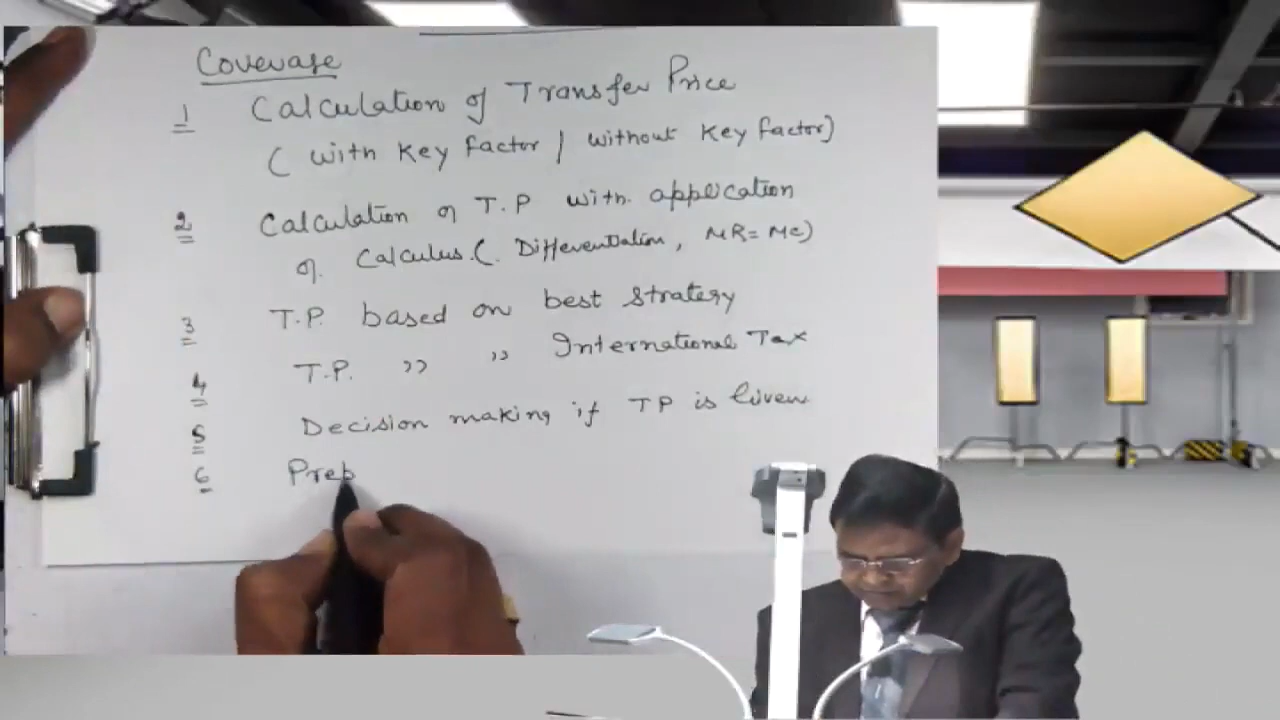 Coverage
1 Calculation of Transfer Price
( with Key factor / without Key factor)
2 Calculation of T.P with application
of Calculus. (. Differentiation, MR = MC)
3 T.P. based on best Strategy
4 T.P. ,, ,, International Tax
5 Decision making if TP is Given
6 Prep